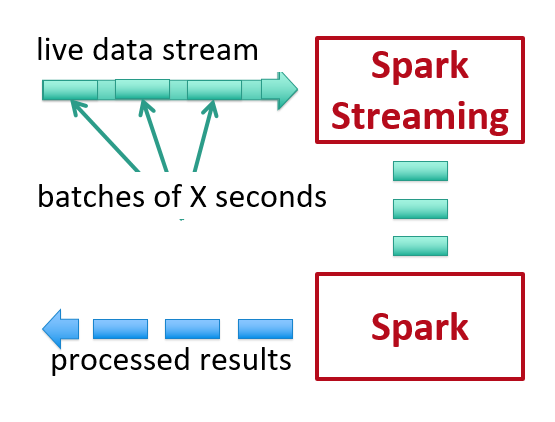 live data stream
Spark
Streaming
batches of X seconds
Spark
processed results